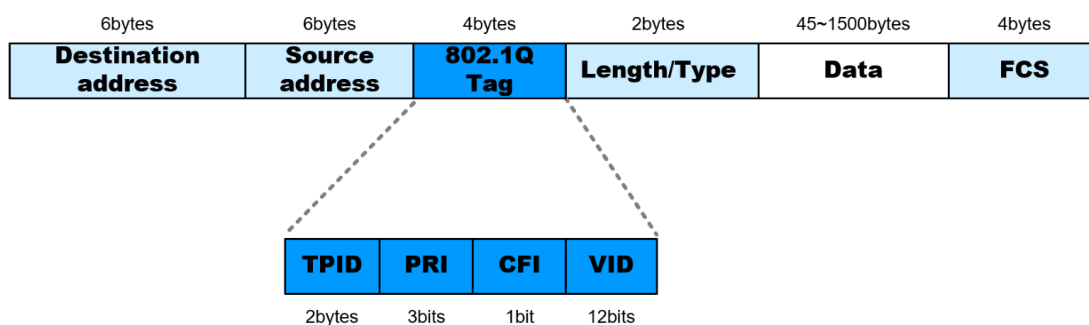 6bytes 6bytes 4bytes 2bytes 45~1500bytes 4bytes
Destination address Source address 802.1Q Tag Length/Type Data FCS
TPID PRI CFI VID
2bytes 3bits 1bit 12bits